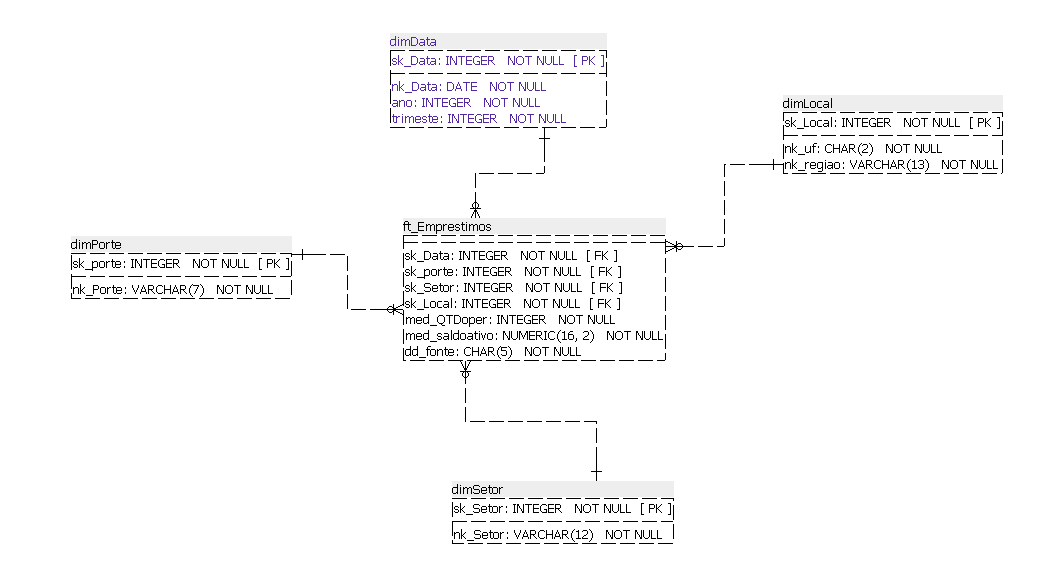 dimData
sk_Data: INTEGER NOT NULL [ PK ]
nk_Data: DATE NOT NULL
ano: INTEGER NOT NULL
trimeste: INTEGER NOT NULL
dimLocal
sk_Local: INTEGER NOT NULL [ PK ]
nk_uf: CHAR(2) NOT NULL
nk_regiao: VARCHAR(13) NOT NULL
dimPorte
sk_porte: INTEGER NOT NULL [ PK ]
nk_Porte: VARCHAR(7) NOT NULL
ft_Emprestimos
sk_Data: INTEGER NOT NULL [ FK ]
sk_porte: INTEGER NOT NULL [ FK ]
sk_Setor: INTEGER NOT NULL [ FK ]
sk_Local: INTEGER NOT NULL [ FK ]
med_QTDoper: INTEGER NOT NULL
med_saldoativo: NUMERIC(16, 2) NOT NULL
dd_fonte: CHAR(5) NOT NULL
dimSetor
sk_Setor: INTEGER NOT NULL [ PK ]
nk_Setor: VARCHAR(12) NOT NULL